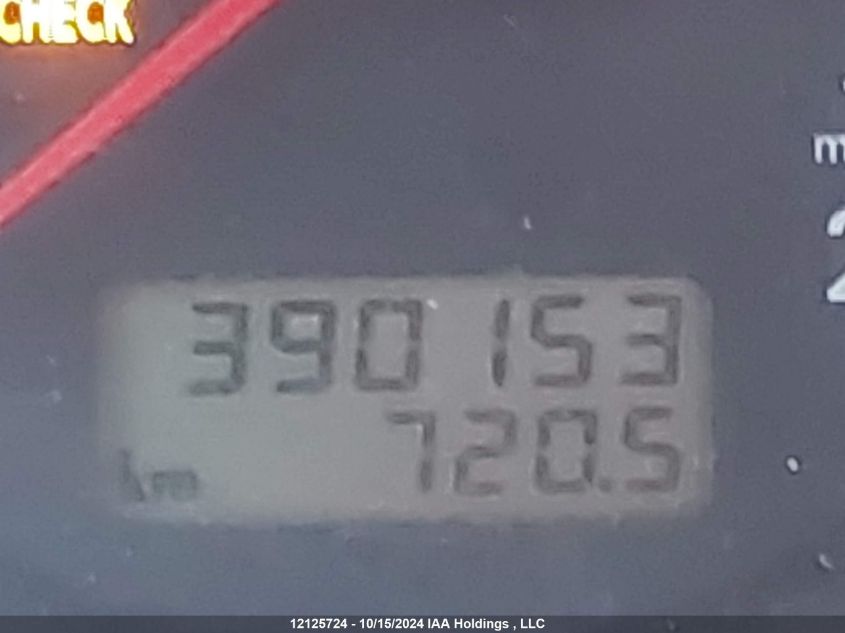 CHECK
390153
km 720.5
12125724 - 10/15/2024 IAA Holdings , LLC